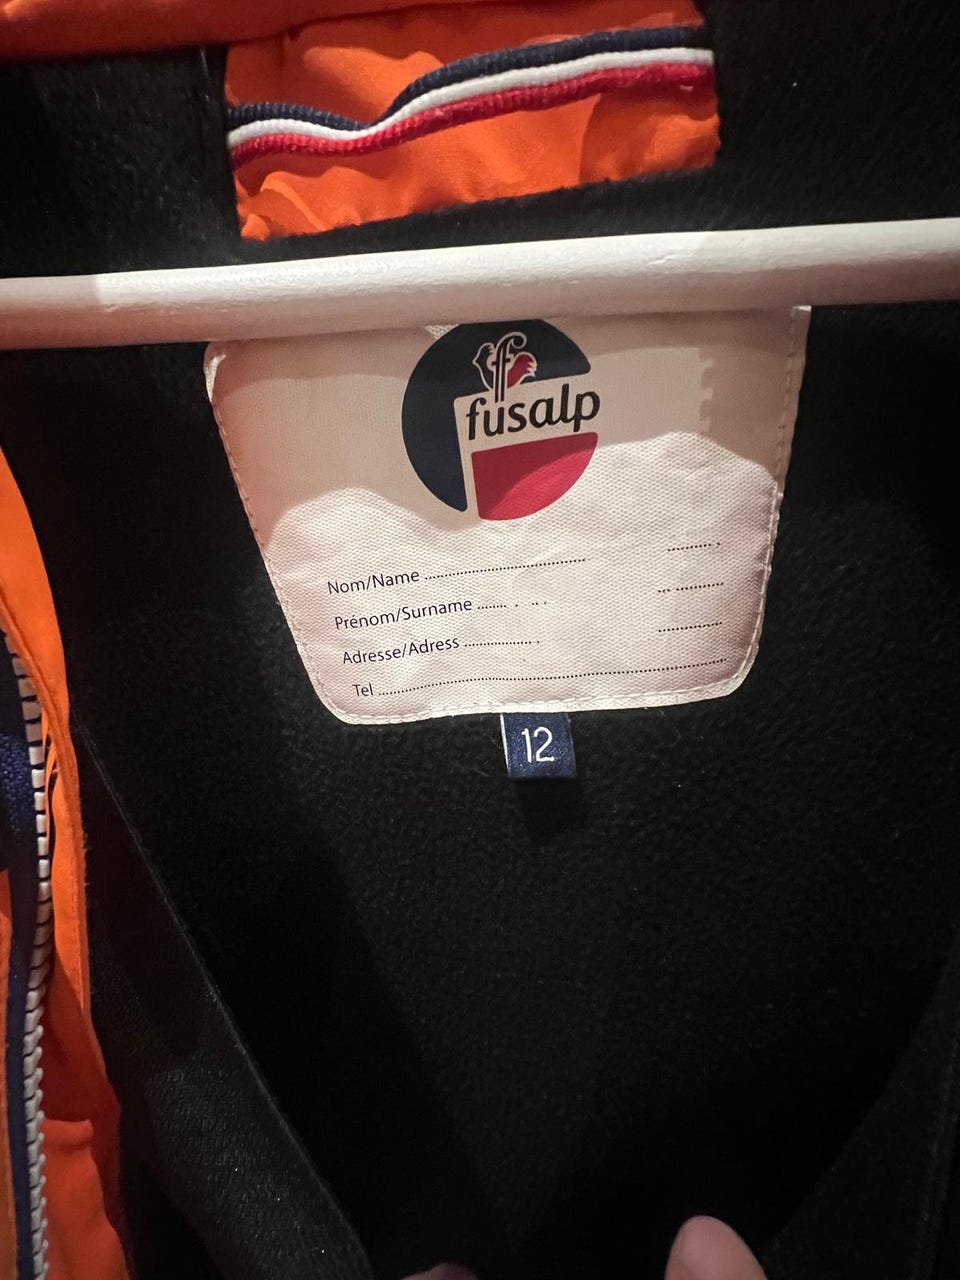 fusalp
Nom/Name ........................................
Prénom/Surname ........
Adresse/Adress ..................
Tel ........................................................................
12